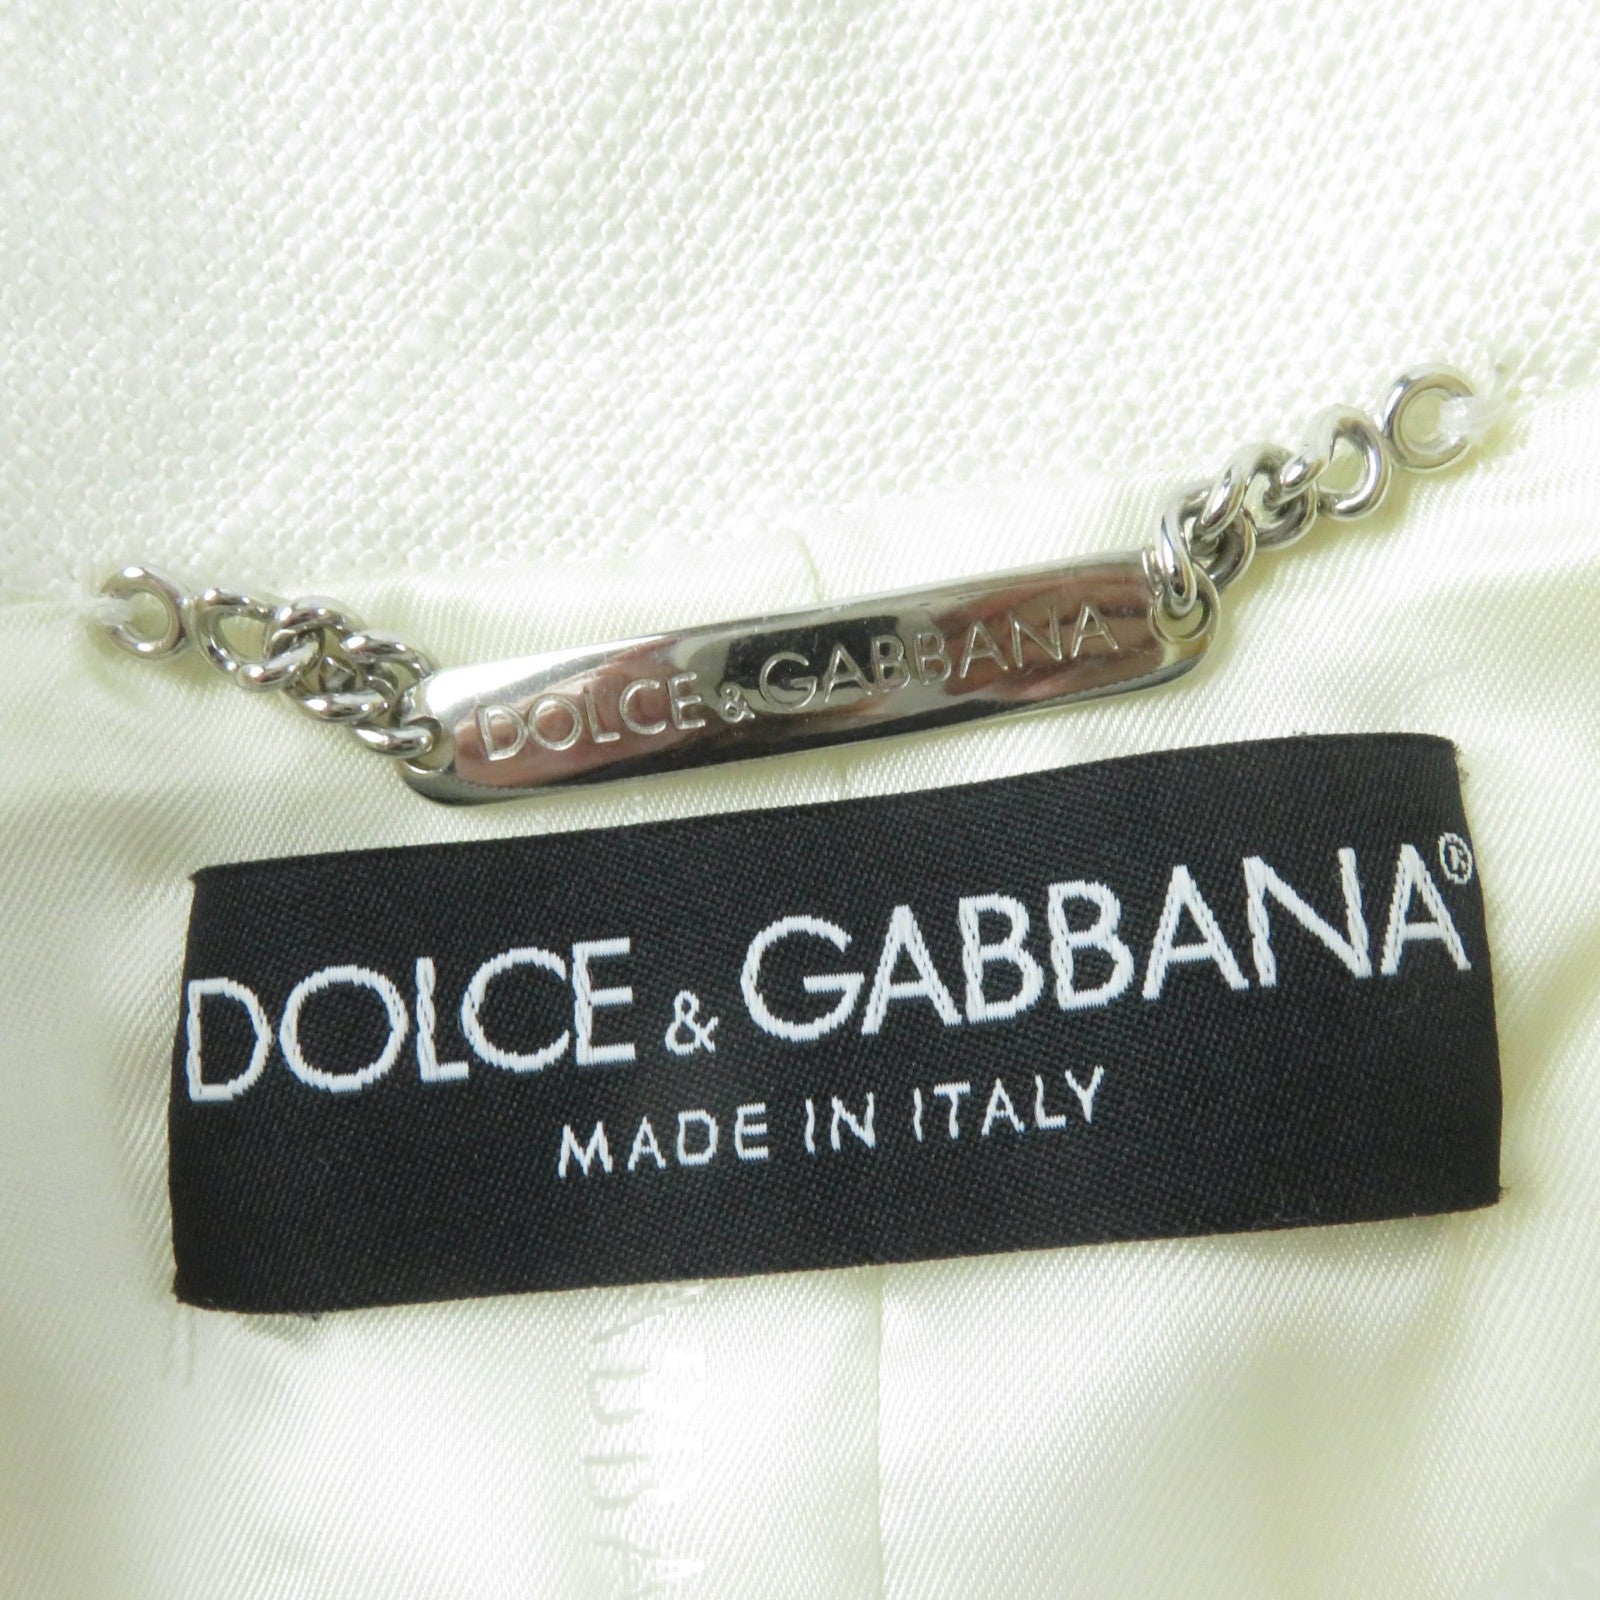 DOLCE & GABBANA
DOLCE & GABBANA®
MADE IN ITALY